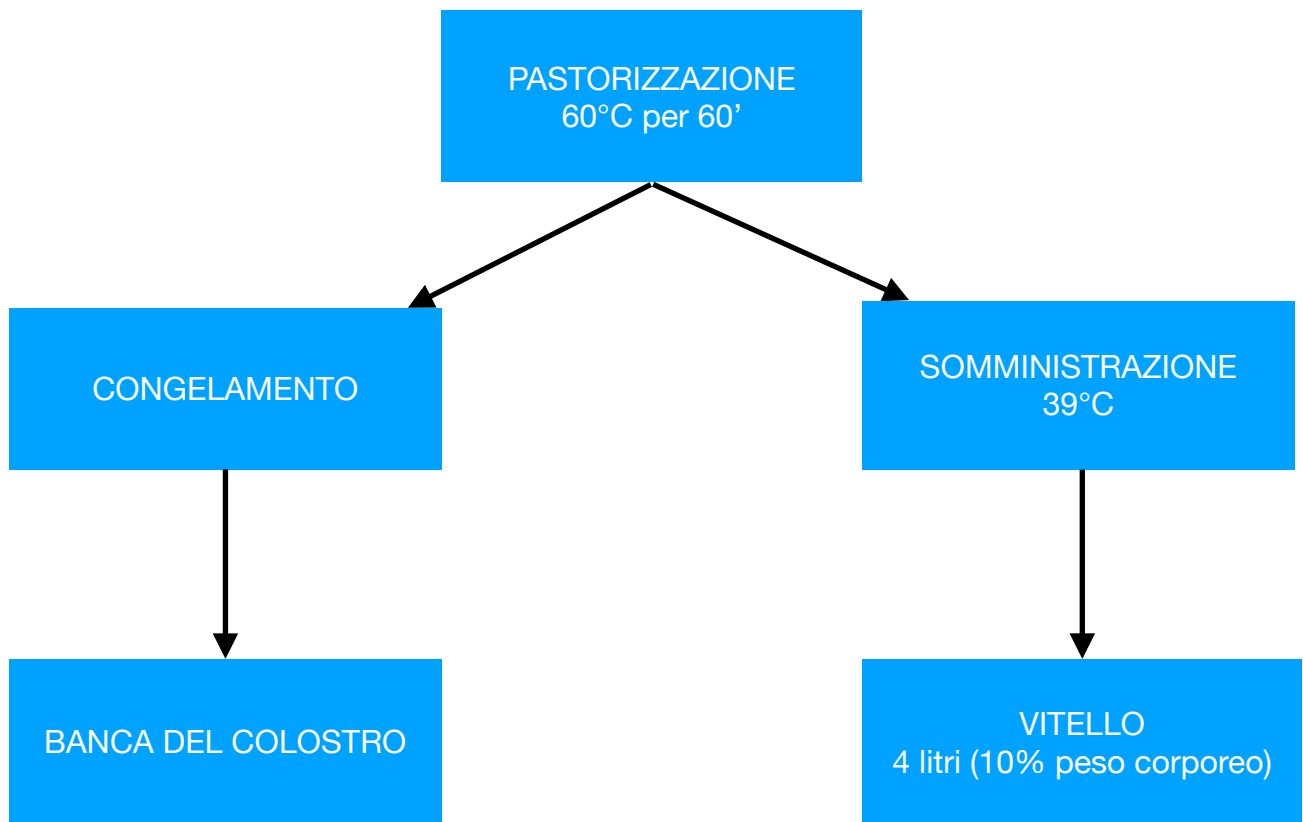 PASTORIZZAZIONE
60°C per 60’
CONGELAMENTO
SOMMINISTRAZIONE
39°C
BANCA DEL COLOSTRO
VITELLO
4 litri (10% peso corporeo)